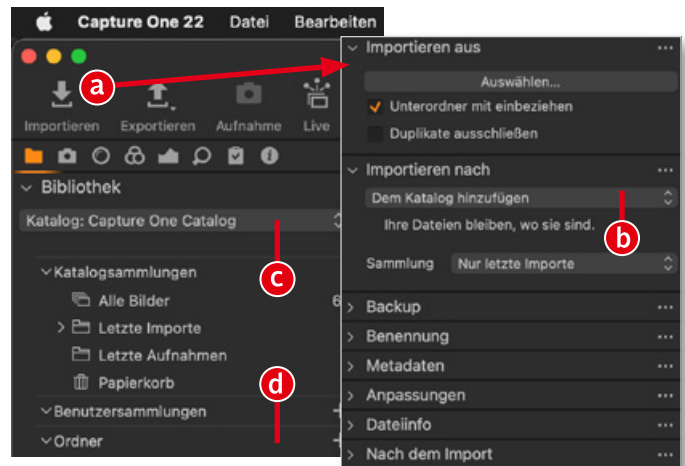 Capture One 22 Datei Bearbeiten
a
Importieren Exportieren Aufnahme Live
Bibliothek
Katalog: Capture One Catalog
c
Katalogsammlungen
Alle Bilder 6
Letzte Importe
Letzte Aufnahmen
Papierkorb
d
Benutzersammlungen
Ordner
Importieren aus
Auswählen...
Unterordner mit einbeziehen
Duplikate ausschließen
Importieren nach
Dem Katalog hinzufügen
Ihre Dateien bleiben, wo sie sind.
b
Sammlung Nur letzte Importe
Backup
Benennung
Metadaten
Anpassungen
Dateiinfo
Nach dem Import